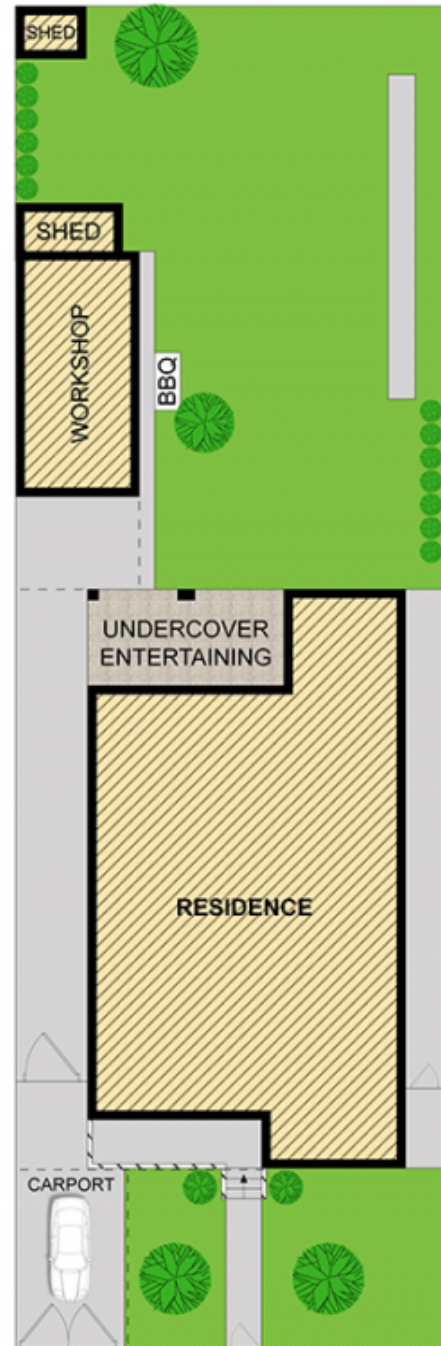 SHED
SHED
WORKSHOP
BBQ
UNDERCOVER
ENTERTAINING
RESIDENCE
CARPORT